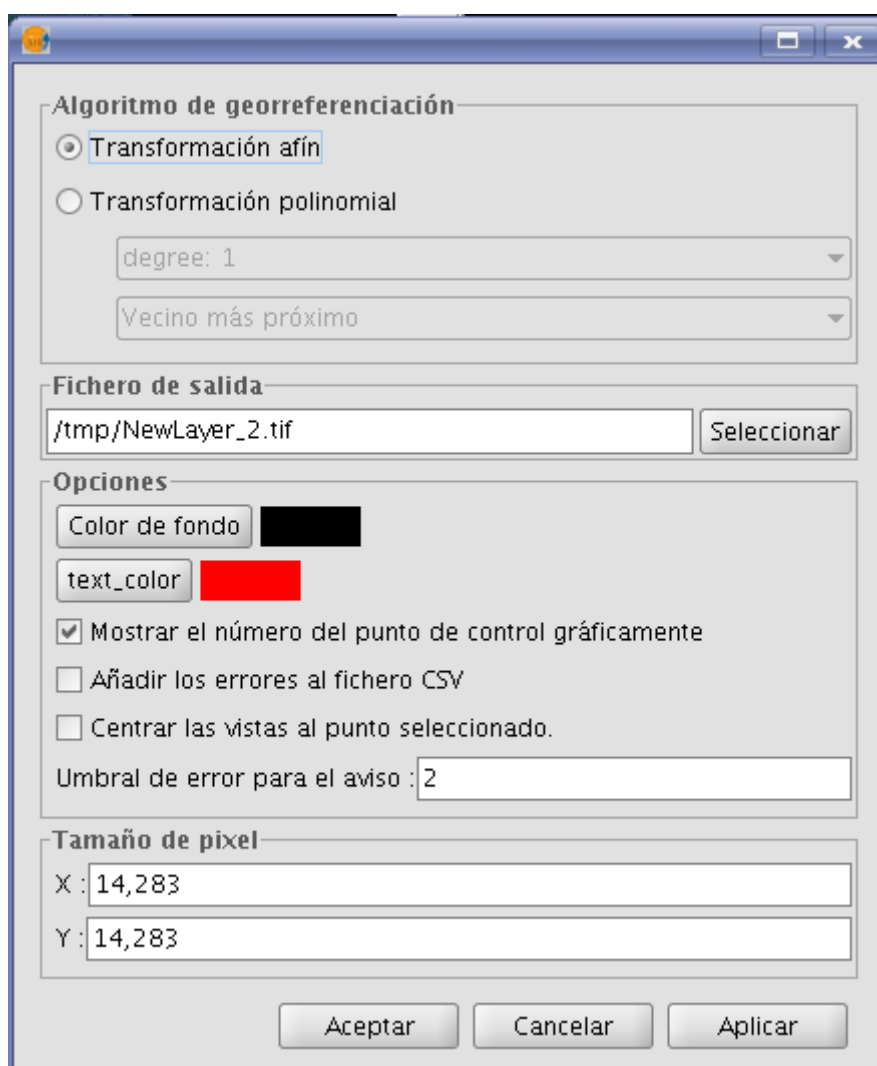 Algoritmo de georreferenciación
Transformación afín
Transformación polinomial
degree: 1
Vecino más próximo
Fichero de salida
/tmp/NewLayer_2.tif Seleccionar
Opciones
Color de fondo
text_color
Mostrar el número del punto de control gráficamente
Añadir los errores al fichero CSV
Centrar las vistas al punto seleccionado.
Umbral de error para el aviso : 2
Tamaño de pixel
X : 14,283
Y : 14,283
Aceptar Cancelar Aplicar